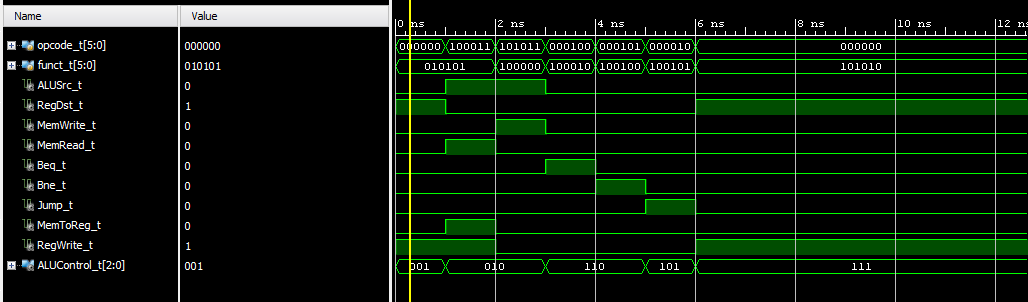 Name Value
0 ns 2 ns 4 ns 6 ns 8 ns 10 ns 12 ns
opcode_t[5:0] 000000 000000 100011 101011 000100 000101 000010 000000
funct_t[5:0] 010101 010101 100000 100010 100100 100101 101010
ALUSrc_t 0
RegDst_t 1
MemWrite_t 0
MemRead_t 0
Beq_t 0
Bne_t 0
Jump_t 0
MemToReg_t 0
RegWrite_t 1
ALUControl_t[2:0] 001 001 010 110 101 111